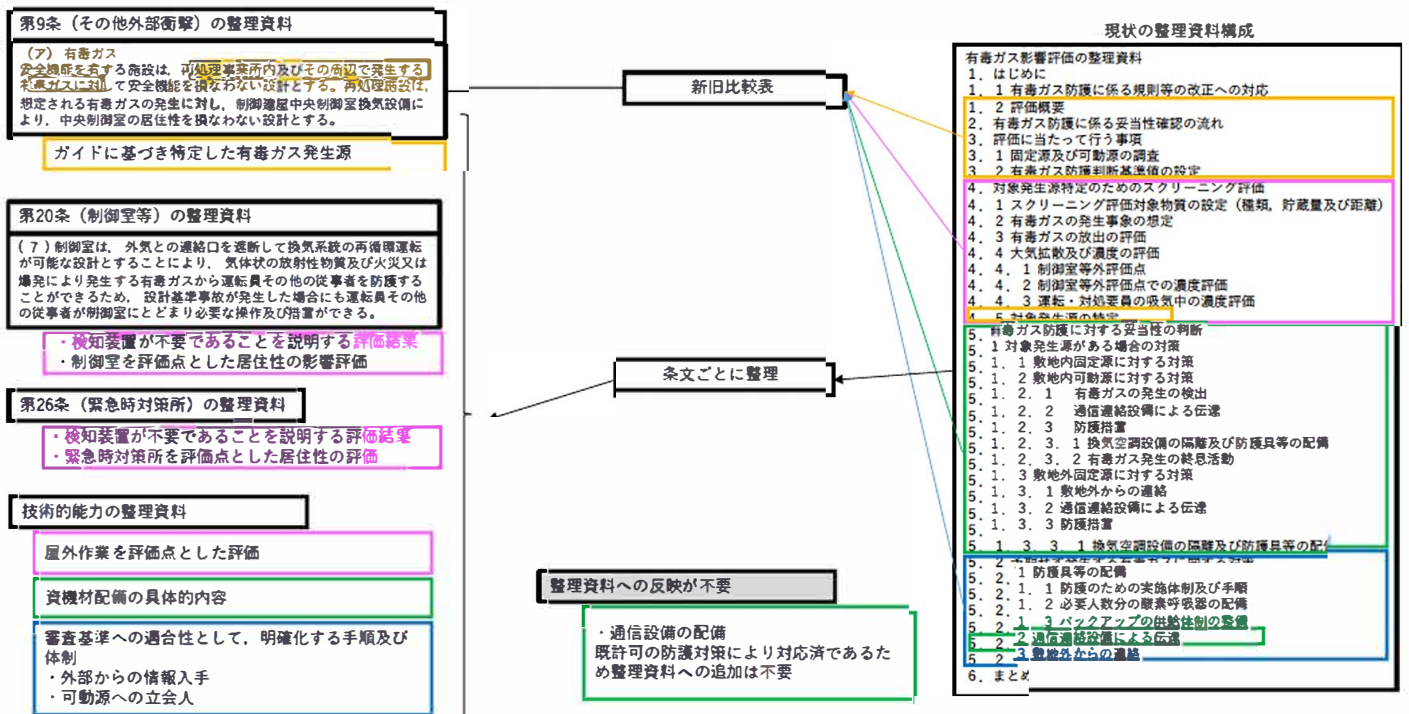 第9条（その他外部衝撃）の整理資料
（ア）有毒ガス
安全機能を有する施設は，再処理事業所内及びその周辺で発生する
有毒ガスに対して安全機能を損なわない設計とする。再処理施設は，
想定される有毒ガスの発生に対し，制御建屋中央制御室換気設備に
より，中央制御室の居住性を損なわない設計とする。
ガイドに基づき特定した有毒ガス発生源
第20条（制御室等）の整理資料
（７）制御室は，外気との連絡口を遮断して換気系統の再循環運転
が可能な設計とすることにより，気体状の放射性物質及び火災又は
爆発により発生する有毒ガスから運転員その他の従事者を防護する
ことができるため，設計基準事故が発生した場合にも運転員その他
の従事者が制御室にとどまり必要な操作及び措置ができる。
・検知装置が不要であることを説明する評価結果
・制御室を評価点とした居住性の影響評価
第26条（緊急時対策所）の整理資料
・検知装置が不要であることを説明する評価結果
・緊急時対策所を評価点とした居住性の評価
技術的能力の整理資料
屋外作業を評価点とした評価
資機材配備の具体的内容
審査基準への適合性として，明確化する手順及び
体制
・外部からの情報入手
・可動源への立会人
新旧比較表
条文ごとに整理
整理資料への反映が不要
・通信設備の配備
既許可の防護対策により対応済であるた
め整理資料への追加は不要
現状の整理資料構成
有毒ガス影響評価の整理資料
１．はじめに
１．１ 有毒ガス防護に係る規則等の改正への対応
１．２ 評価概要
２．有毒ガス防護に係る妥当性確認の流れ
３．評価に当たって行う事項
３．１ 固定源及び可動源の調査
３．２ 有毒ガス防護判断基準値の設定
４．対象発生源特定のためのスクリーニング評価
４．１ スクリーニング評価対象物質の設定（種類，貯蔵量及び距離）
４．２ 有毒ガスの発生事象の想定
４．３ 有毒ガスの放出の評価
４．４ 大気拡散及び濃度の評価
４．４．１ 制御室等外評価点
４．４．２ 制御室等外評価点での濃度評価
４．４．３ 運転・対処要員の吸気中の濃度評価
４．５ 対象発生源の特定
５．有毒ガス防護に対する妥当性の判断
５．１ 対象発生源がある場合の対策
５．１．１ 敷地内固定源に対する対策
５．１．２ 敷地内可動源に対する対策
５．１．２．１ 有毒ガスの発生の検出
５．１．２．２ 通信連絡設備による伝達
５．１．２．３ 防護措置
５．１．２．３．１ 換気空調設備の隔離及び防護具等の配備
５．１．２．３．２ 有毒ガス発生の終息活動
５．１．３ 敷地外固定源に対する対策
５．１．３．１ 敷地外からの連絡
５．１．３．２ 通信連絡設備による伝達
５．１．３．３ 防護措置
５．１．３．３．１ 換気空調設備の隔離及び防護具等の配備
５．２ 予期せず発生する有毒ガスに関する対策
５．２．１ 防護具等の配備
５．２．１．１ 防護のための実施体制及び手順
５．２．１．２ 必要人数分の酸素呼吸器の配備
５．２．１．３ バックアップの供給体制の整備
５．２．２ 通信連絡設備による伝達
５．２．３ 敷地外からの連絡
６．まとめ